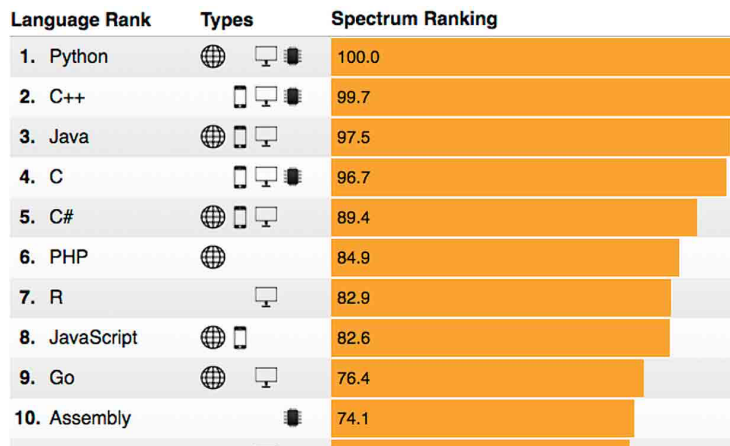 Language Rank Types Spectrum Ranking
1. Python 100.0
2. C++ 99.7
3. Java 97.5
4. C 96.7
5. C# 89.4
6. PHP 84.9
7. R 82.9
8. JavaScript 82.6
9. Go 76.4
10. Assembly 74.1